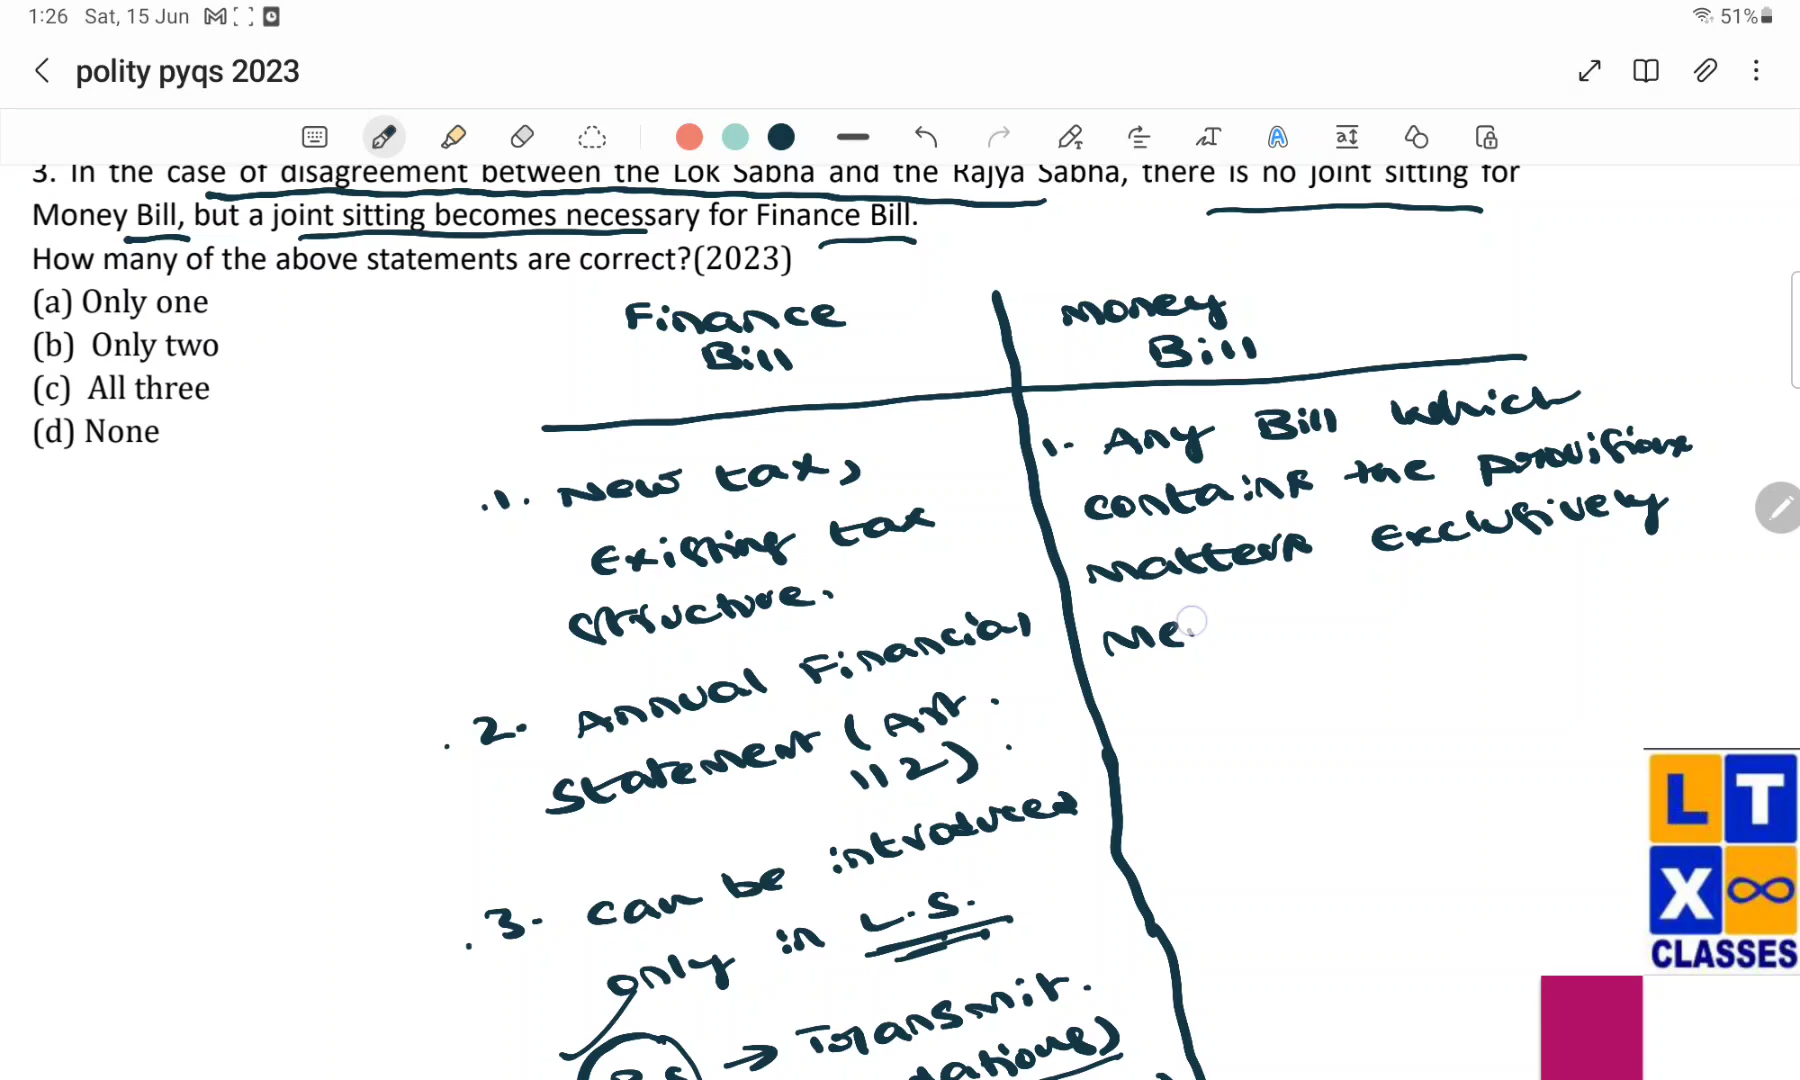 1:26 Sat, 15 Jun
51%
polity pyqs 2023
3. In the case of disagreement between the Lok Sabha and the Rajya Sabha, there is no joint sitting for
Money Bill, but a joint sitting becomes necessary for Finance Bill.
How many of the above statements are correct?(2023)
(a) Only one
(b) Only two
(c) All three
(d) None
Finance
Bill
Money
Bill
1. New tax,
Existing tax
structure.
2. Annual Financial
Statement (Art.
112)
3. can be introduced
only in L.S.
R.S → Transmit.
1. Any Bill which
contains the provisions
matters Exclusively
Me
L T
X ∞
CLASSES